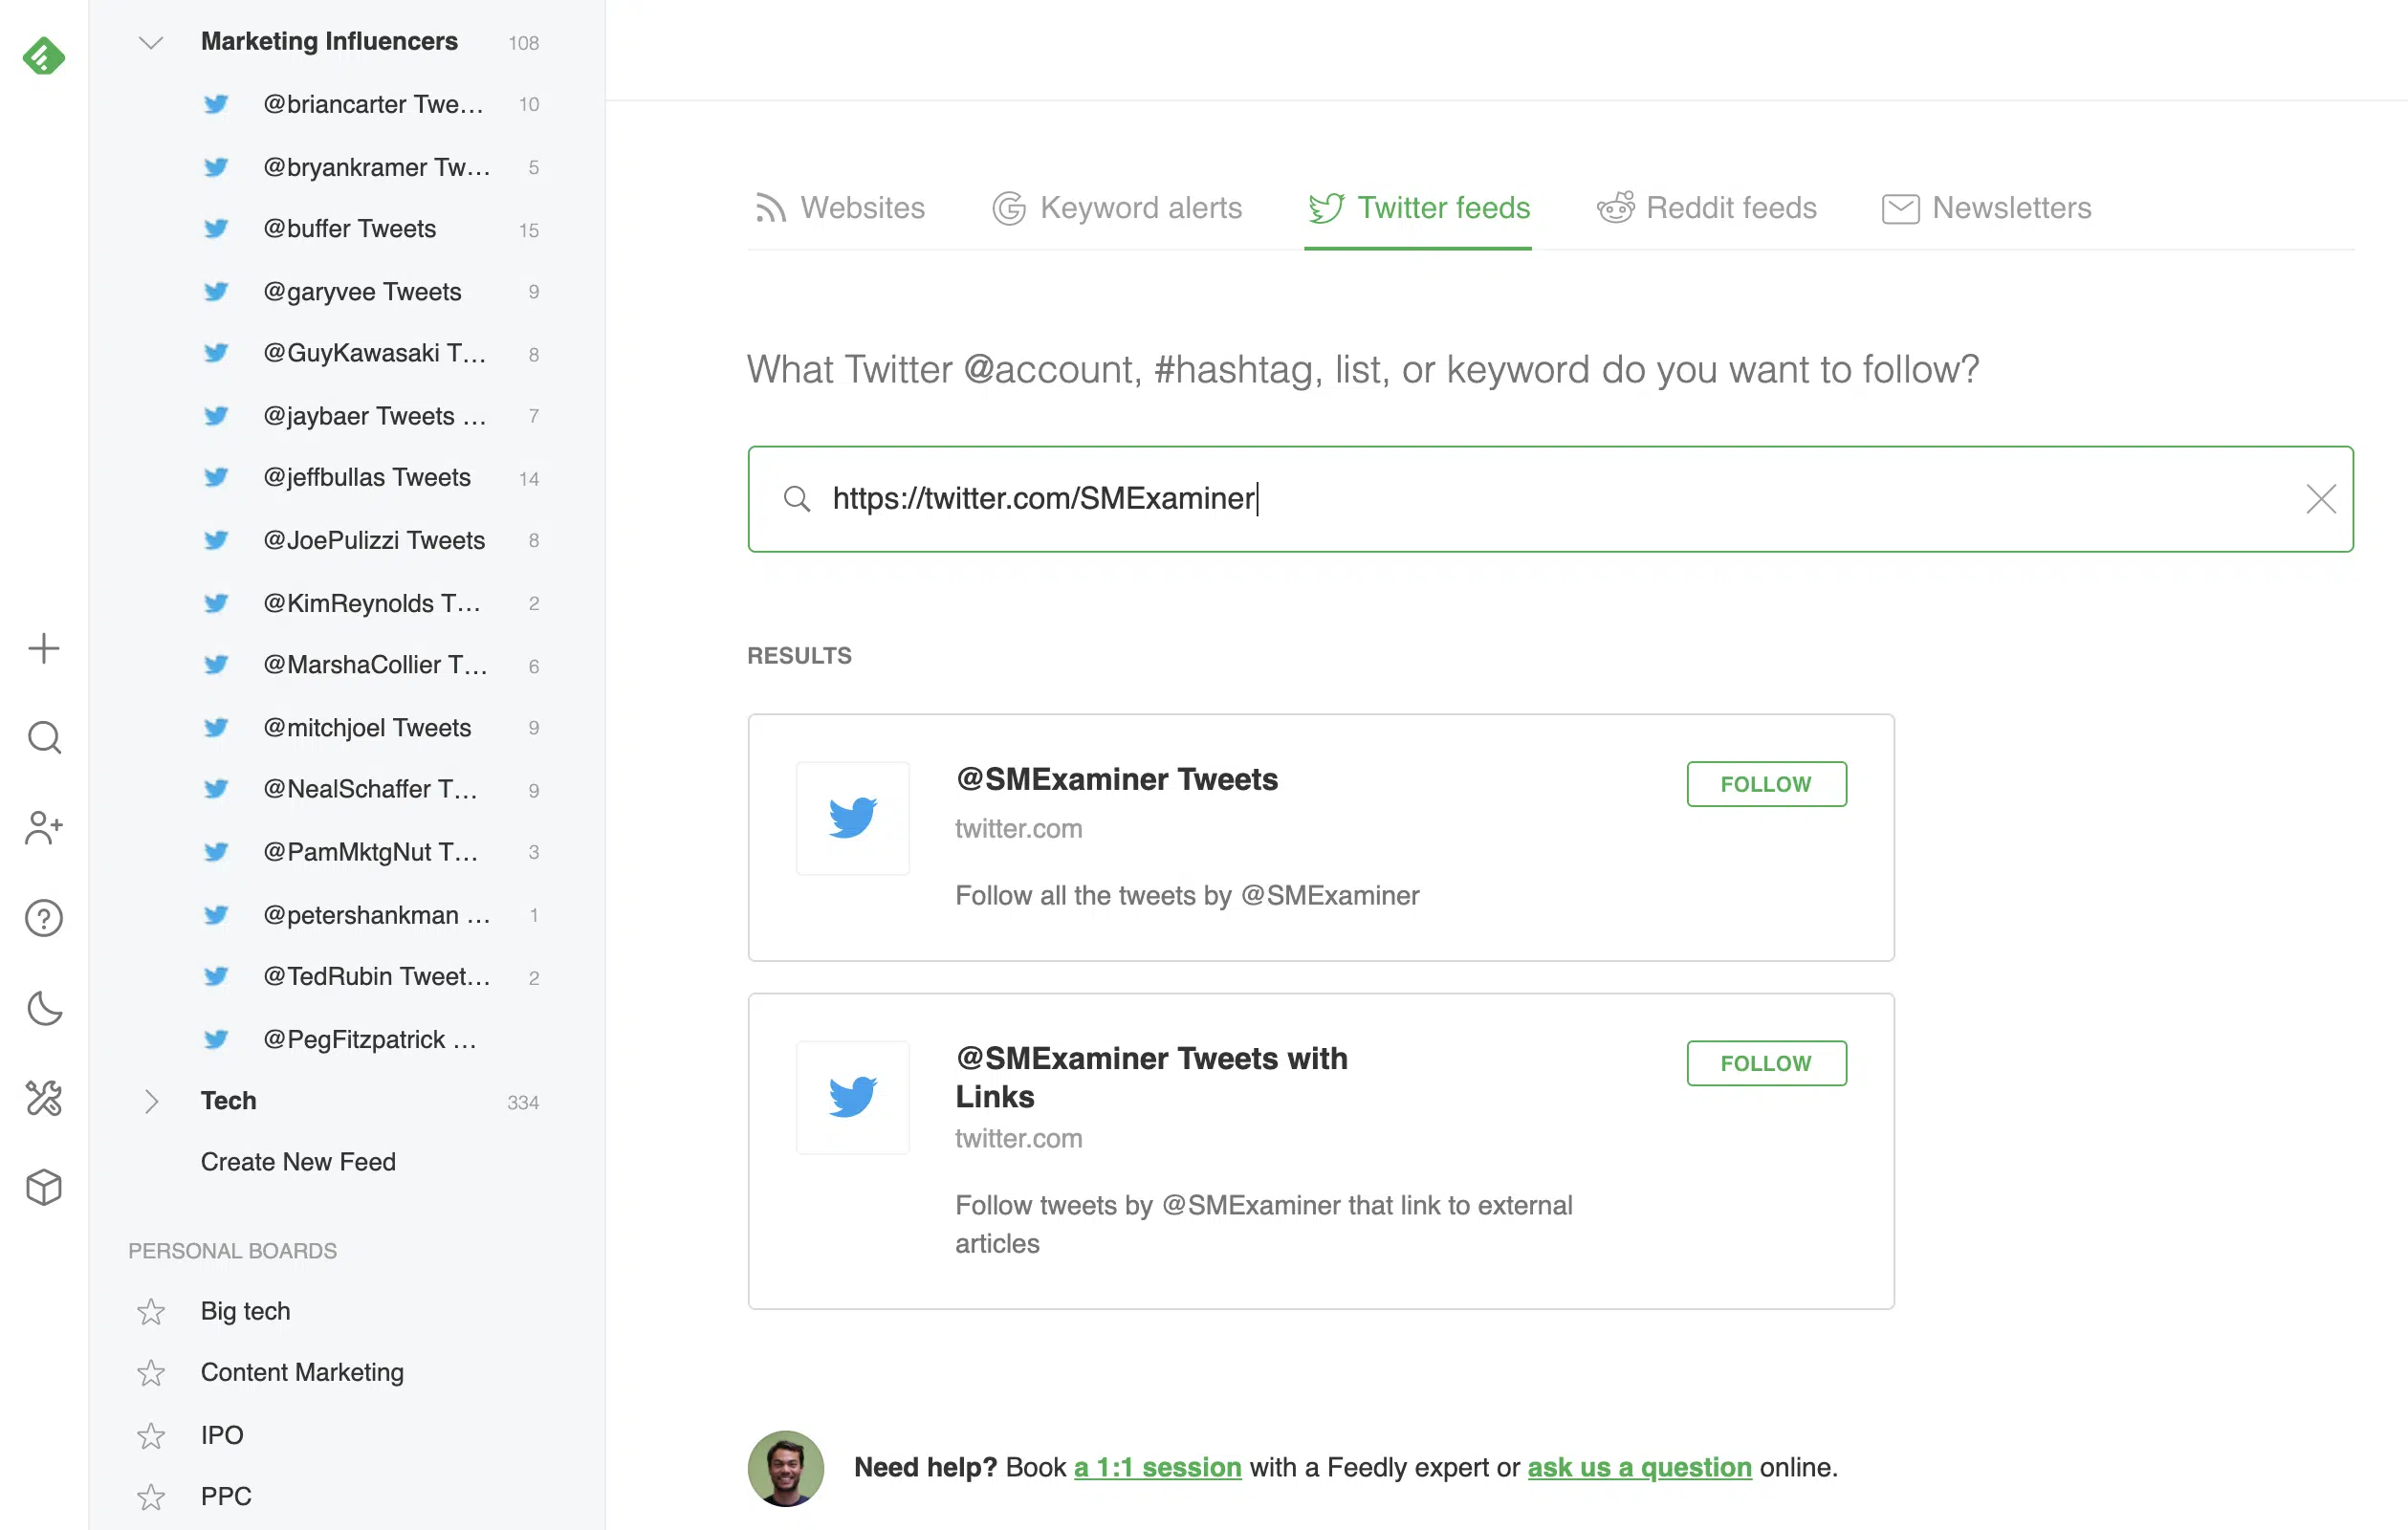 Marketing Influencers 108
@briancarter Twe... 10
@bryankramer Tw... 5
@buffer Tweets 15
@garyvee Tweets 9
@GuyKawasaki T... 8
@jaybaer Tweets ... 7
@jeffbullas Tweets 14
@JoePulizzi Tweets 8
@KimReynolds T... 2
@MarshaCollier T... 6
@mitchjoel Tweets 9
@NealSchaffer T... 9
@PamMktgNut T... 3
@petershankman ... 1
@TedRubin Tweet... 2
@PegFitzpatrick ...
Tech 334
Create New Feed
PERSONAL BOARDS
Big tech
Content Marketing
IPO
PPC
Websites Keyword alerts Twitter feeds Reddit feeds Newsletters
What Twitter @account, #hashtag, list, or keyword do you want to follow?
https://twitter.com/SMExaminer
RESULTS
@SMExaminer Tweets
FOLLOW
twitter.com
Follow all the tweets by @SMExaminer
@SMExaminer Tweets with
Links
FOLLOW
twitter.com
Follow tweets by @SMExaminer that link to external
articles
Need help? Book a 1:1 session with a Feedly expert or ask us a question online.